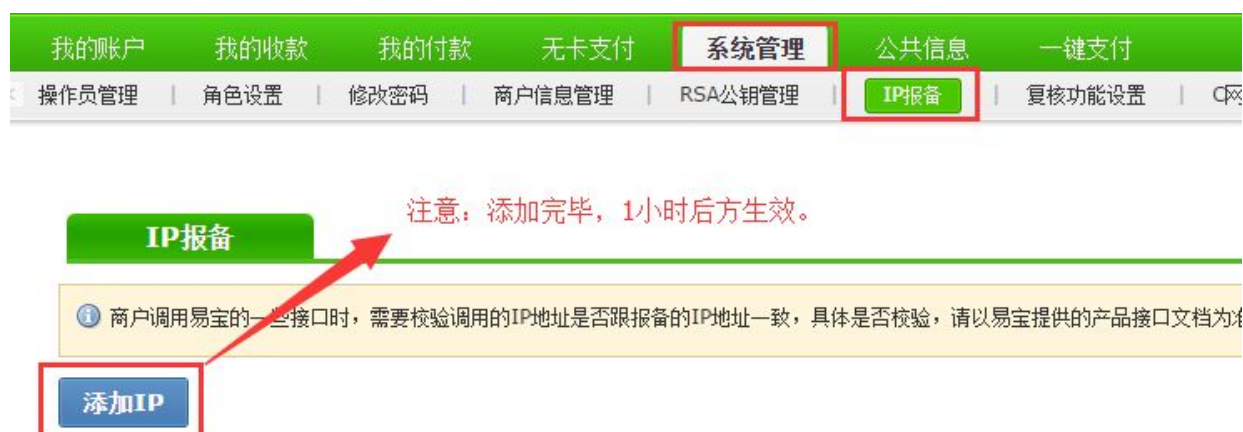 我的账户 我的收款 我的付款 无卡支付 系统管理 公共信息 一键支付
操作员管理 | 角色设置 | 修改密码 | 商户信息管理 | RSA公钥管理 | IP报备 | 复核功能设置 | C网
注意：添加完毕，1小时后方生效。
IP报备
商户调用易宝的一些接口时，需要校验调用的IP地址是否跟报备的IP地址一致，具体是否校验，请以易宝提供的产品接口文档为准
添加IP